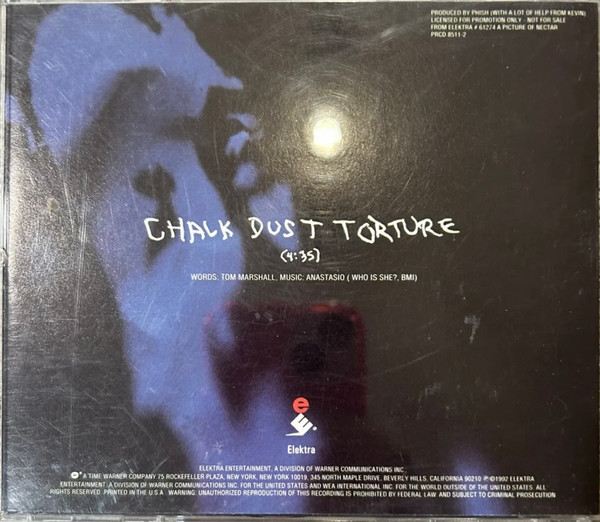 PRODUCED BY PHISH (WITH A LOT OF HELP FROM KEVIN)
LICENSED FOR PROMOTION ONLY - NOT FOR SALE
FROM ELEKTRA # 61274 A PICTURE OF NECTAR
PRCD 8511-2
CHALK DUST TORTURE
(4:35)
WORDS: TOM MARSHALL, MUSIC: ANASTASIO ( WHO IS SHE?, BMI)
e
E.
Elektra
ELEKTRA ENTERTAINMENT, A DIVISION OF WARNER COMMUNICATIONS INC.
A TIME WARNER COMPANY 75 ROCKEFELLER PLAZA, NEW YORK, NEW YORK 10019, 345 NORTH MAPLE DRIVE, BEVERLY HILLS, CALIFORNIA 90210 ℗©1992 ELEKTRA
ENTERTAINMENT, A DIVISION OF WARNER COMMUNICATIONS INC. FOR THE UNITED STATES AND WEA INTERNATIONAL INC. FOR THE WORLD OUTSIDE OF THE UNITED STATES. ALL
RIGHTS RESERVED. PRINTED IN THE U.S.A. WARNING: UNAUTHORIZED REPRODUCTION OF THIS RECORDING IS PROHIBITED BY FEDERAL LAW AND SUBJECT TO CRIMINAL PROSECUTION